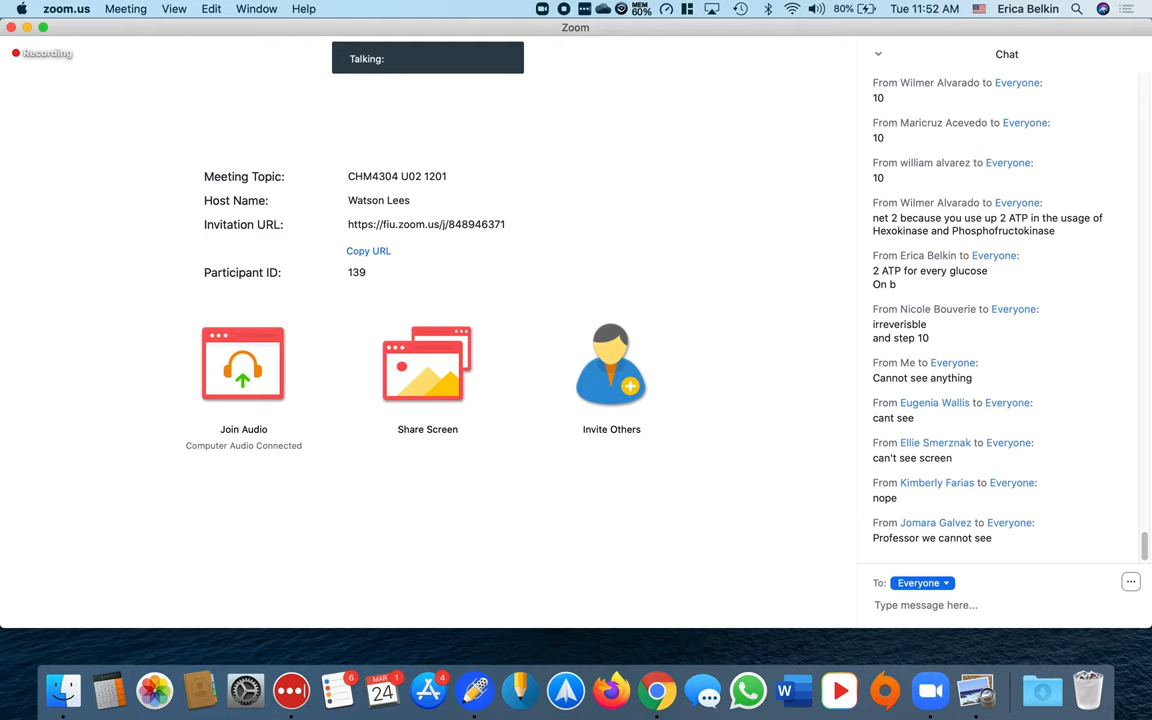 zoom.us Meeting View Edit Window Help
MEM 60%
80%
Tue 11:52 AM
Erica Belkin
Zoom
Recording
Talking:
Meeting Topic: CHM4304 U02 1201
Host Name: Watson Lees
Invitation URL: https://fiu.zoom.us/j/848946371
Copy URL
Participant ID: 139
Join Audio
Computer Audio Connected
Share Screen
Invite Others
Chat
From Wilmer Alvarado to Everyone:
10
From Maricruz Acevedo to Everyone:
10
From william alvarez to Everyone:
10
From Wilmer Alvarado to Everyone:
net 2 because you use up 2 ATP in the usage of
Hexokinase and Phosphofructokinase
From Erica Belkin to Everyone:
2 ATP for every glucose
On b
From Nicole Bouverie to Everyone:
irreverisble
and step 10
From Me to Everyone:
Cannot see anything
From Eugenia Wallis to Everyone:
cant see
From Ellie Smerznak to Everyone:
can't see screen
From Kimberly Farias to Everyone:
nope
From Jomara Galvez to Everyone:
Professor we cannot see
To: Everyone
Type message here...
6
MAR 1
24
4
W